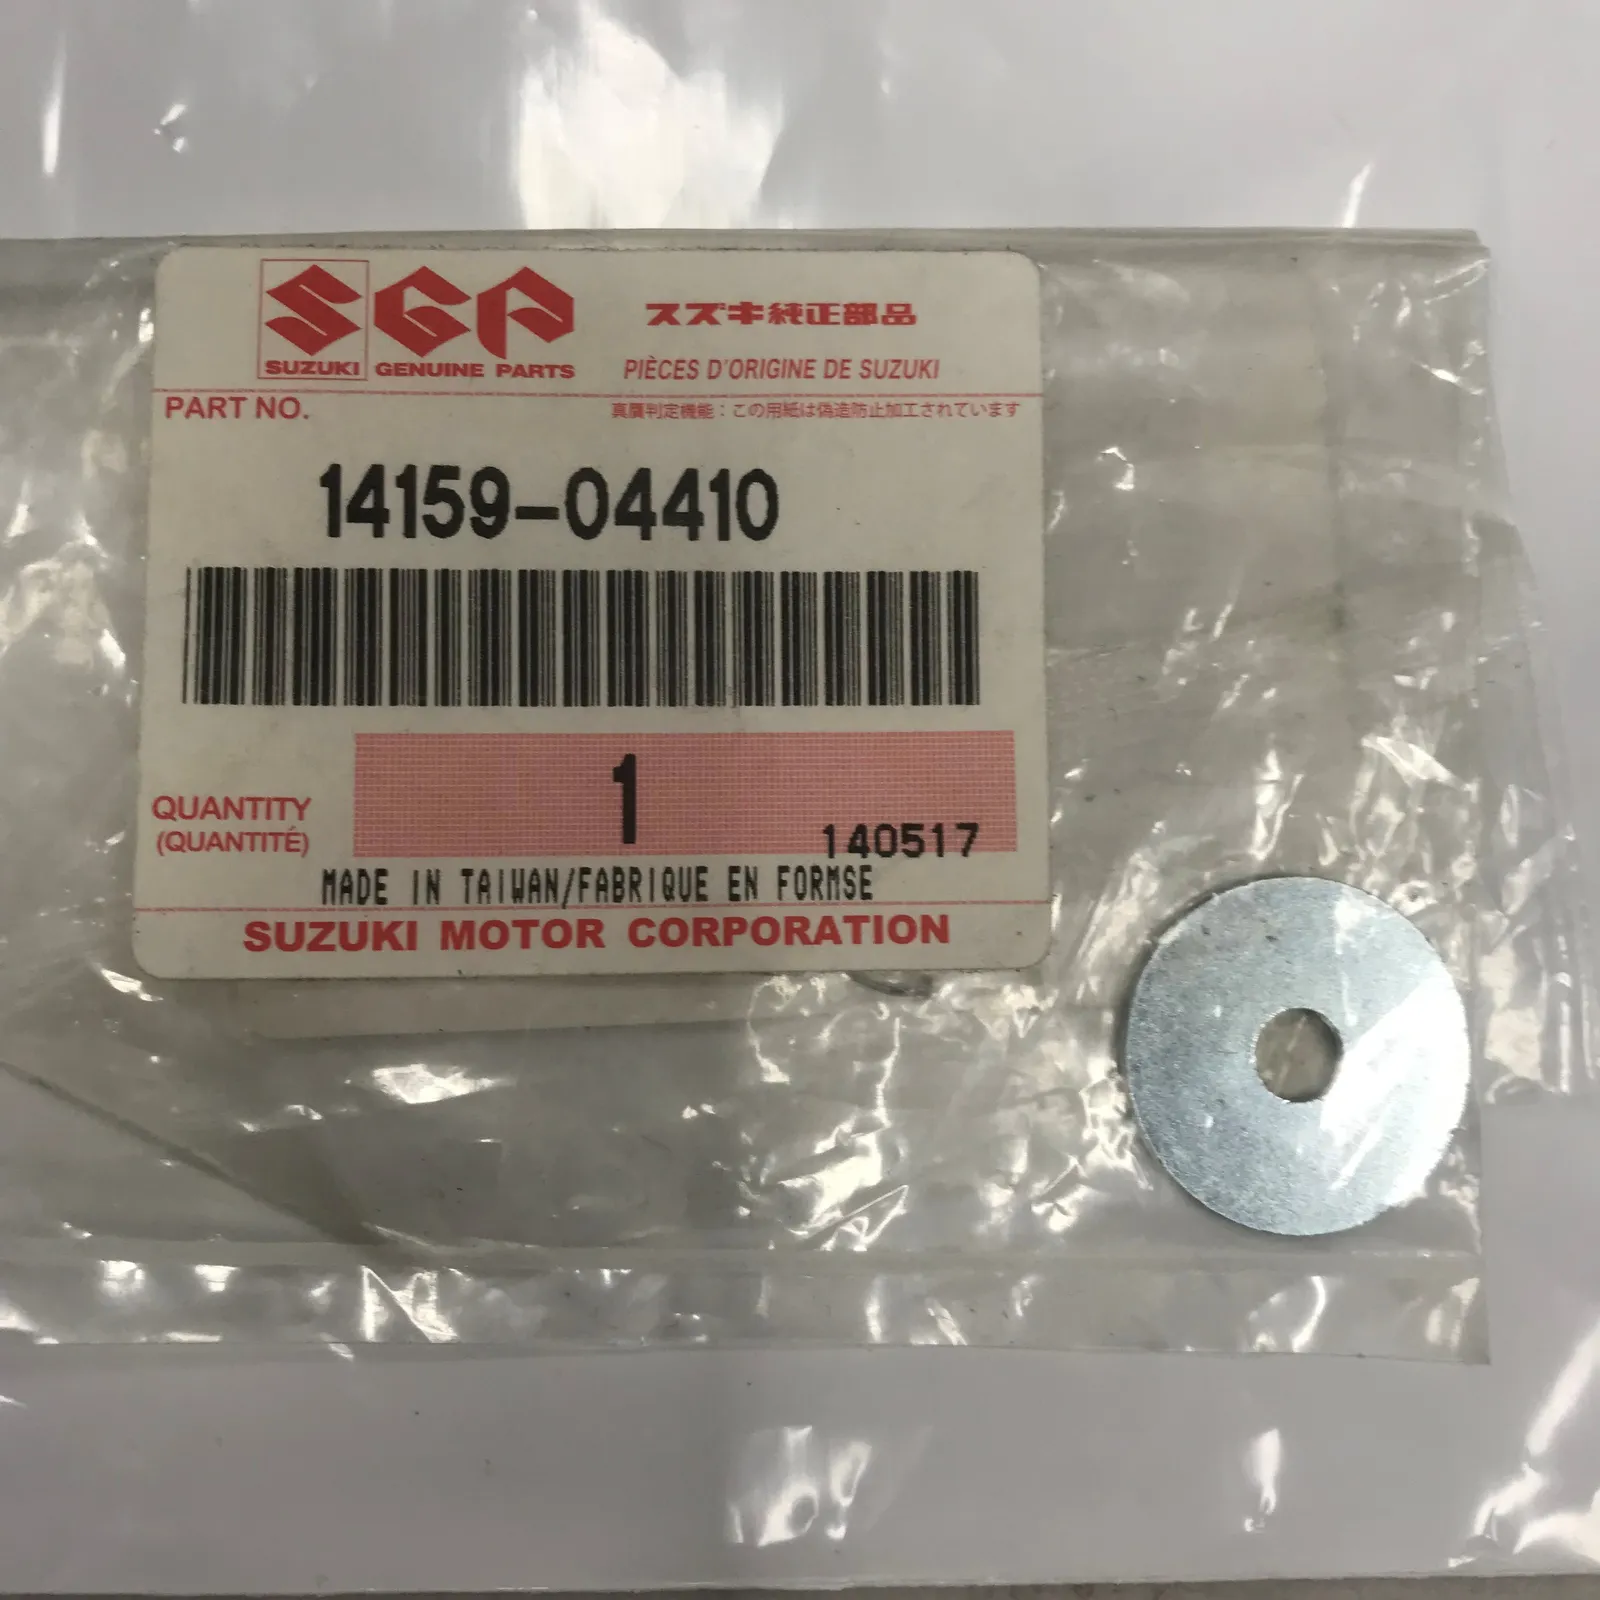 SGP スズキ純正部品
SUZUKI GENUINE PARTS PIÈCES D'ORIGINE DE SUZUKI
PART NO. 真贋判定機能：この用紙は偽造防止加工されています
14159-04410
1
QUANTITY
(QUANTITÉ) 140517
MADE IN TAIWAN/FABRIQUE EN FORMSE
SUZUKI MOTOR CORPORATION